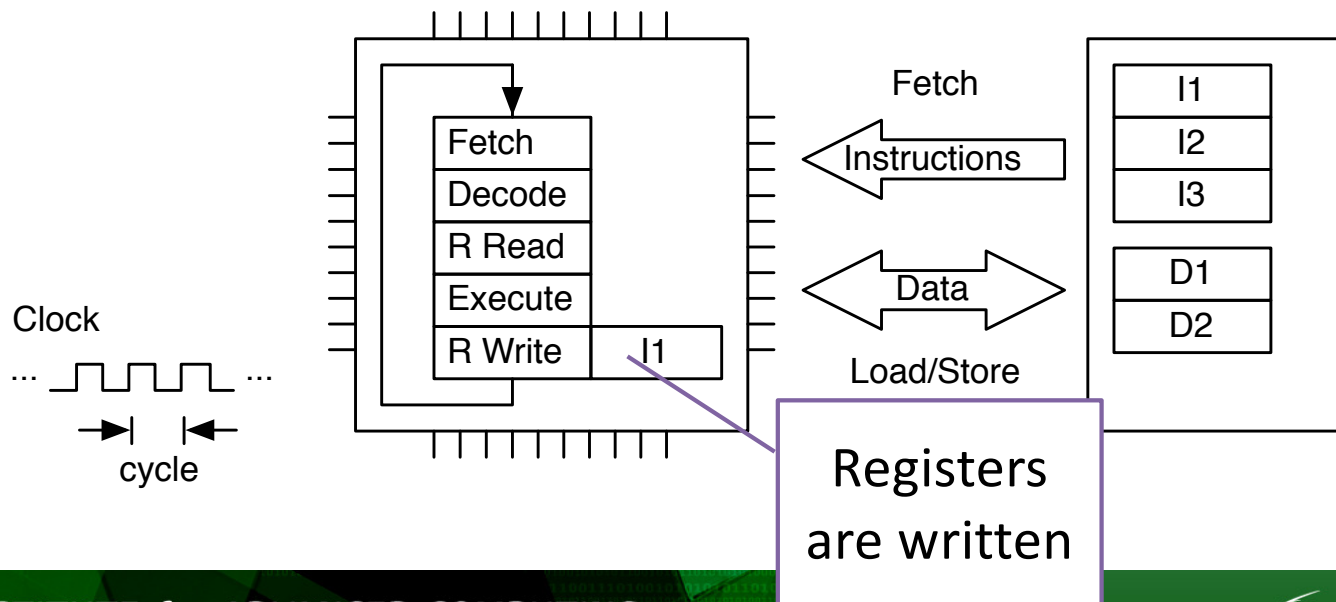 Fetch
Decode
R Read
Execute
R Write
I1
Clock
... ...
cycle
Fetch
Instructions
Data
Load/Store
I1
I2
I3
D1
D2
Registers
are written